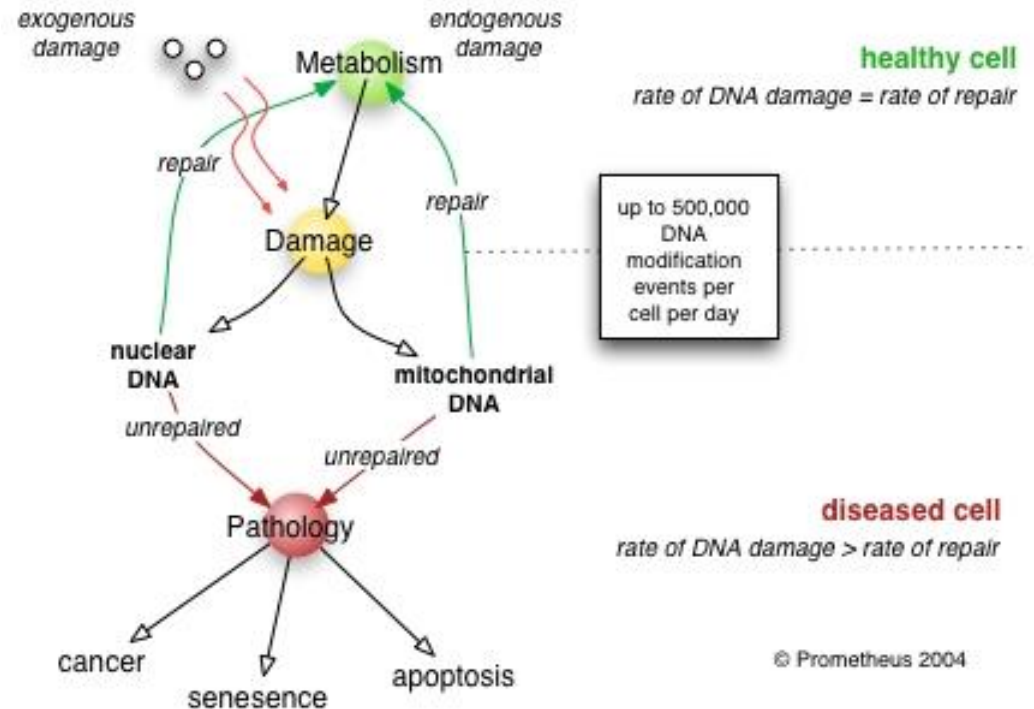 exogenous
damage
endogenous
damage
Metabolism
healthy cell
rate of DNA damage = rate of repair
repair
repair
up to 500,000
DNA
modification
events per
cell per day
Damage
nuclear
DNA
mitochondrial
DNA
unrepaired
unrepaired
Pathology
diseased cell
rate of DNA damage > rate of repair
cancer
senesence
apoptosis
© Prometheus 2004